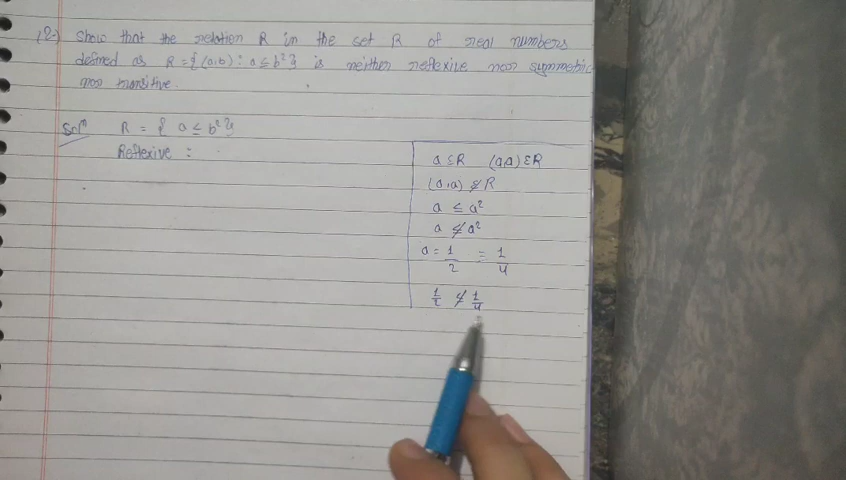 Q2.) Show that the relation R in the set R of real numbers
defined as R = { (a,b) : a ≤ b² } is neither reflexive nor symmetric
nor transitive.
Solⁿ R = { a ≤ b² }
Reflexive :
a ≤ R (a,a) ∈ R
(a,a) ∉ R
a ≤ a²
a ≰ a²
a = 1/2 = 1/4
1/2 ≰ 1/4